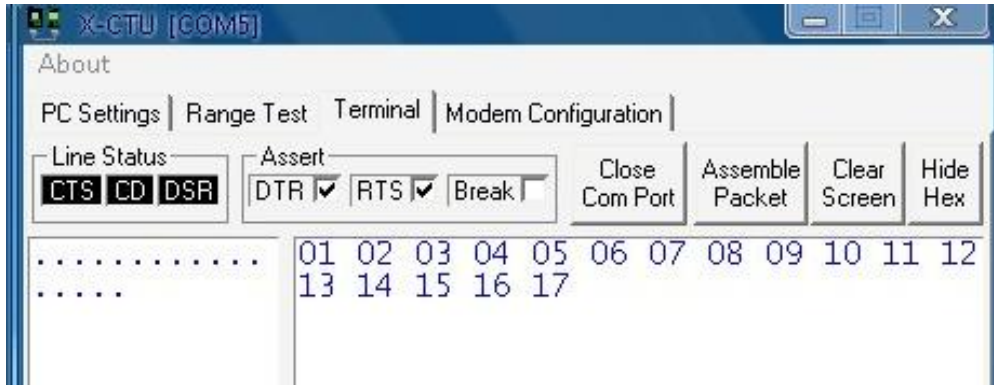 X-CTU [COM5]
About
PC Settings Range Test Terminal Modem Configuration
Line Status Assert
CTS CD DSR DTR RTS Break
Close Com Port
Assemble Packet
Clear Screen
Hide Hex
............ 01 02 03 04 05 06 07 08 09 10 11 12
..... 13 14 15 16 17